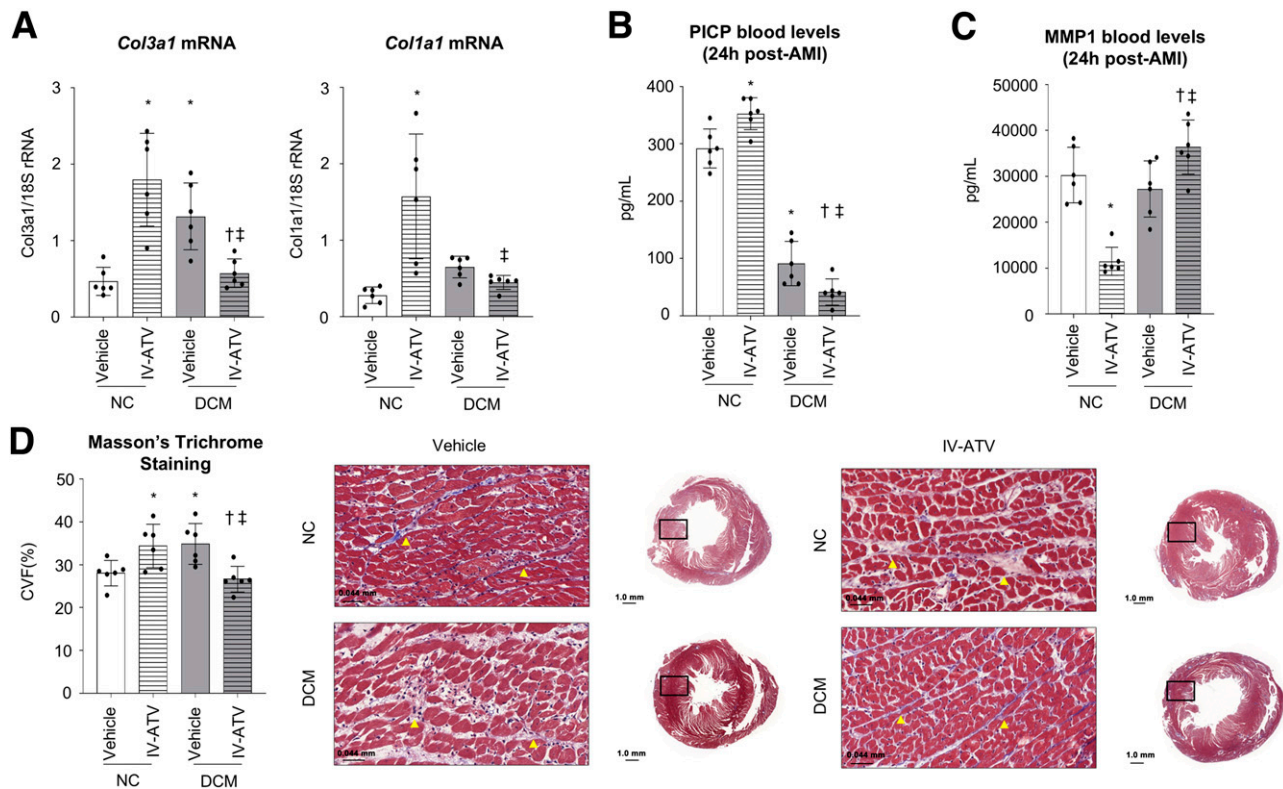 A
Col3a1 mRNA
Col3a1/18S rRNA
3
2
1
0
*
*
†‡
Vehicle
IV-ATV
Vehicle
IV-ATV
NC
DCM
Col1a1 mRNA
Col1a1/18S rRNA
3
2
1
0
*
‡
Vehicle
IV-ATV
Vehicle
IV-ATV
NC
DCM
B
PICP blood levels
(24h post-AMI)
pg/mL
400
300
200
100
0
*
*
† ‡
Vehicle
IV-ATV
Vehicle
IV-ATV
NC
DCM
C
MMP1 blood levels
(24h post-AMI)
pg/mL
50000
40000
30000
20000
10000
0
*
†‡
Vehicle
IV-ATV
Vehicle
IV-ATV
NC
DCM
D
Masson's Trichrome
Staining
CVF(%)
50
40
30
20
10
0
*
*
† ‡
Vehicle
IV-ATV
Vehicle
IV-ATV
NC
DCM
Vehicle
NC
0.044 mm
1.0 mm
DCM
0.044 mm
1.0 mm
IV-ATV
NC
0.044 mm
1.0 mm
DCM
0.044 mm
1.0 mm